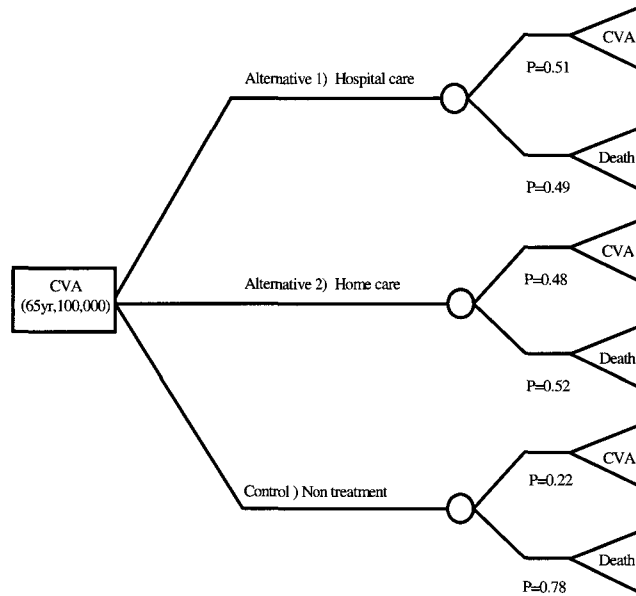 CVA
P=0.51
Alternative 1) Hospital care
Death
P=0.49
CVA
P=0.48
CVA
(65yr,100,000)
Alternative 2) Home care
Death
P=0.52
CVA
P=0.22
Control ) Non treatment
Death
P=0.78